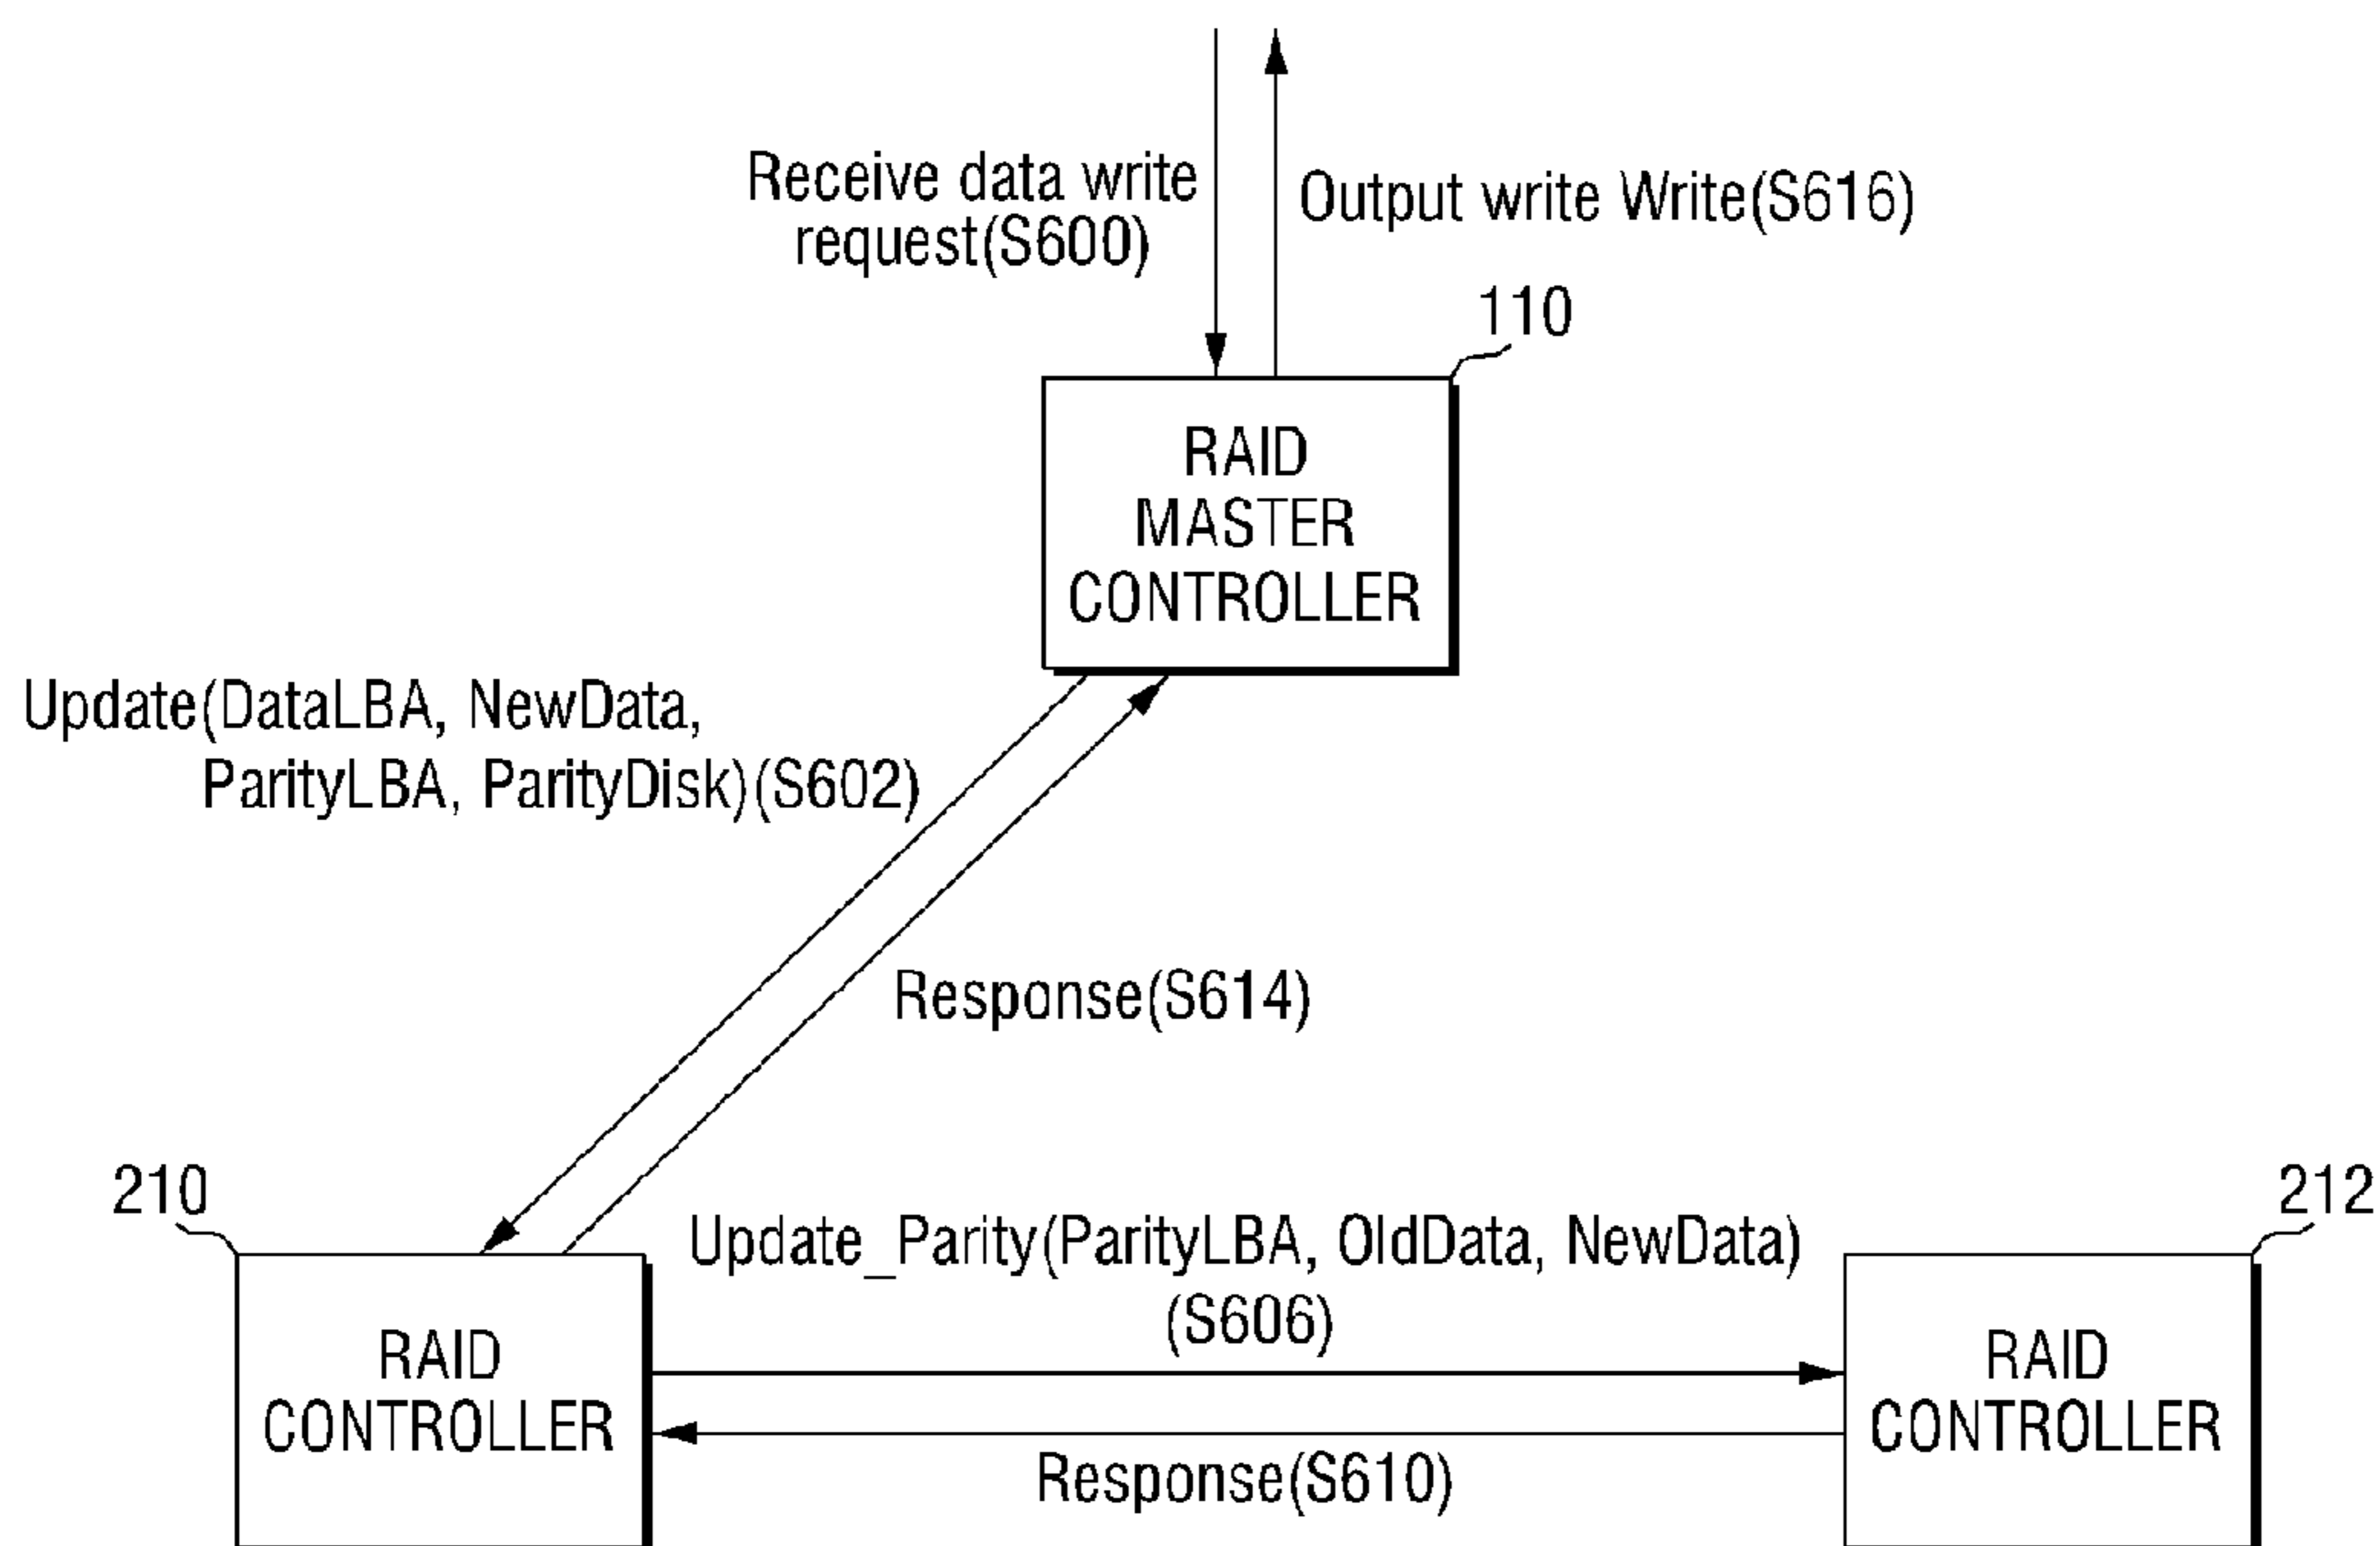 Receive data write
request(S600)
Output write Write(S616)
110
RAID
MASTER
CONTROLLER
Update(DataLBA, NewData,
ParityLBA, ParityDisk)(S602)
Response(S614)
210
Update_Parity(ParityLBA, OldData, NewData)
(S606)
212
RAID
CONTROLLER
RAID
CONTROLLER
Response(S610)